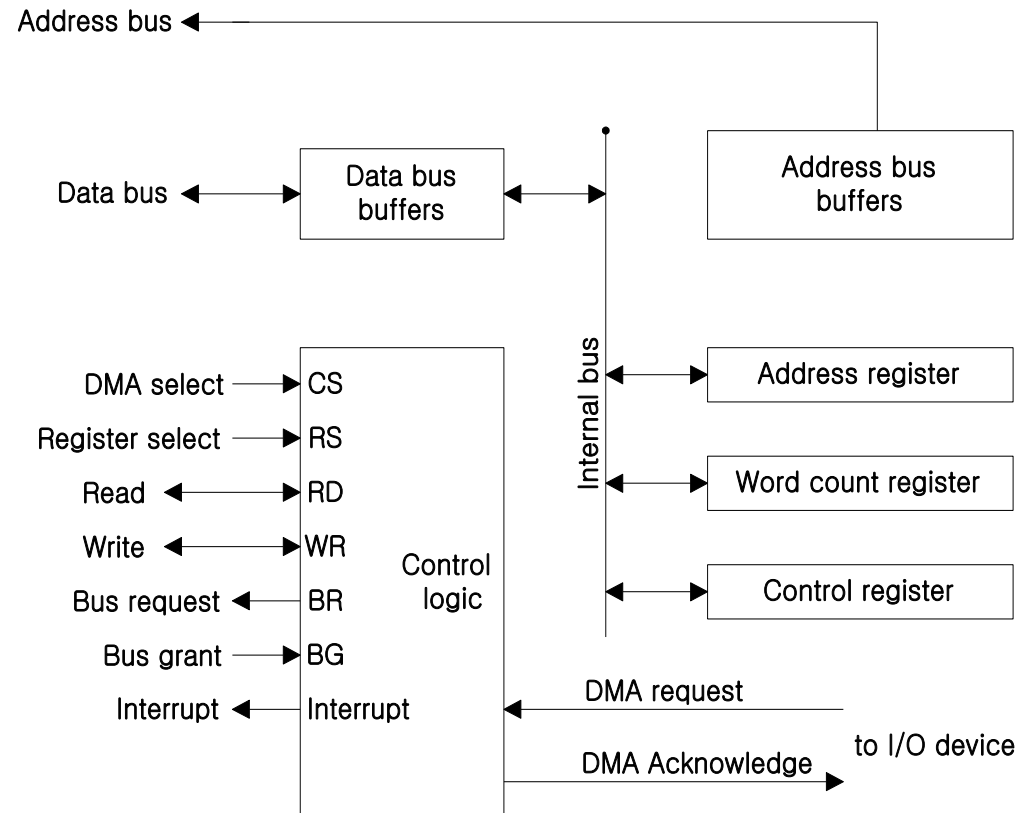 Address bus
Address bus
buffers
Data bus
Data bus
buffers
Internal bus
DMA select
CS
Address register
Register select
RS
Read
RD
Word count register
Write
WR
Control
logic
Bus request
BR
Control register
Bus grant
BG
Interrupt
Interrupt
DMA request
to I/O device
DMA Acknowledge